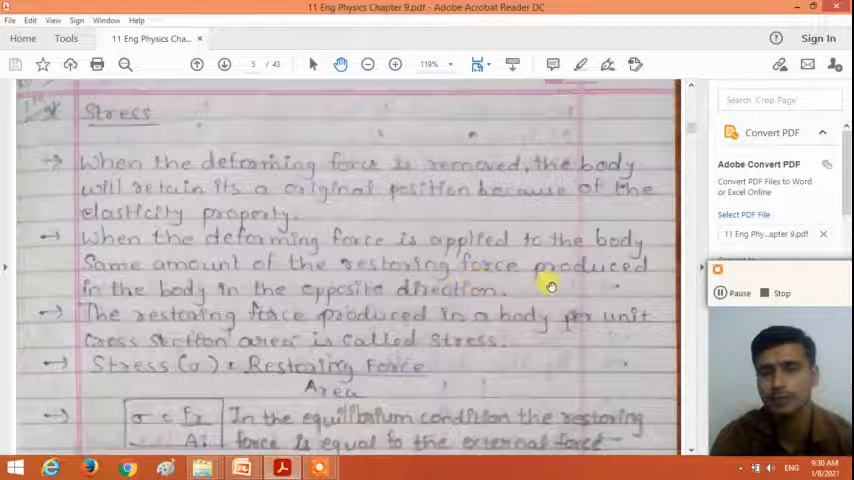 11 Eng Physics Chapter 9.pdf - Adobe Acrobat Reader DC
File Edit View Sign Window Help
Home Tools 11 Eng Physics Cha... × Sign In
5 / 43 119%
Stress
→ When the deforming force is removed, the body
will retain its a original position because of the
elasticity property.
→ When the deforming force is applied to the body
Same amount of the restoring force produced
in the body in the opposite direction.
→ The restoring force produced in a body per unit
cross section area is called stress.
→ Stress (σ) = Restoring Force
Area
→ In the equilibrium condition the restoring
force is equal to the external force
Search 'Crop Page'
Convert PDF
Adobe Convert PDF
Convert PDF Files to Word
or Excel Online
Select PDF File
11 Eng Phy...apter 9.pdf ×
Pause Stop
ENG
9:30 AM
1/8/2021